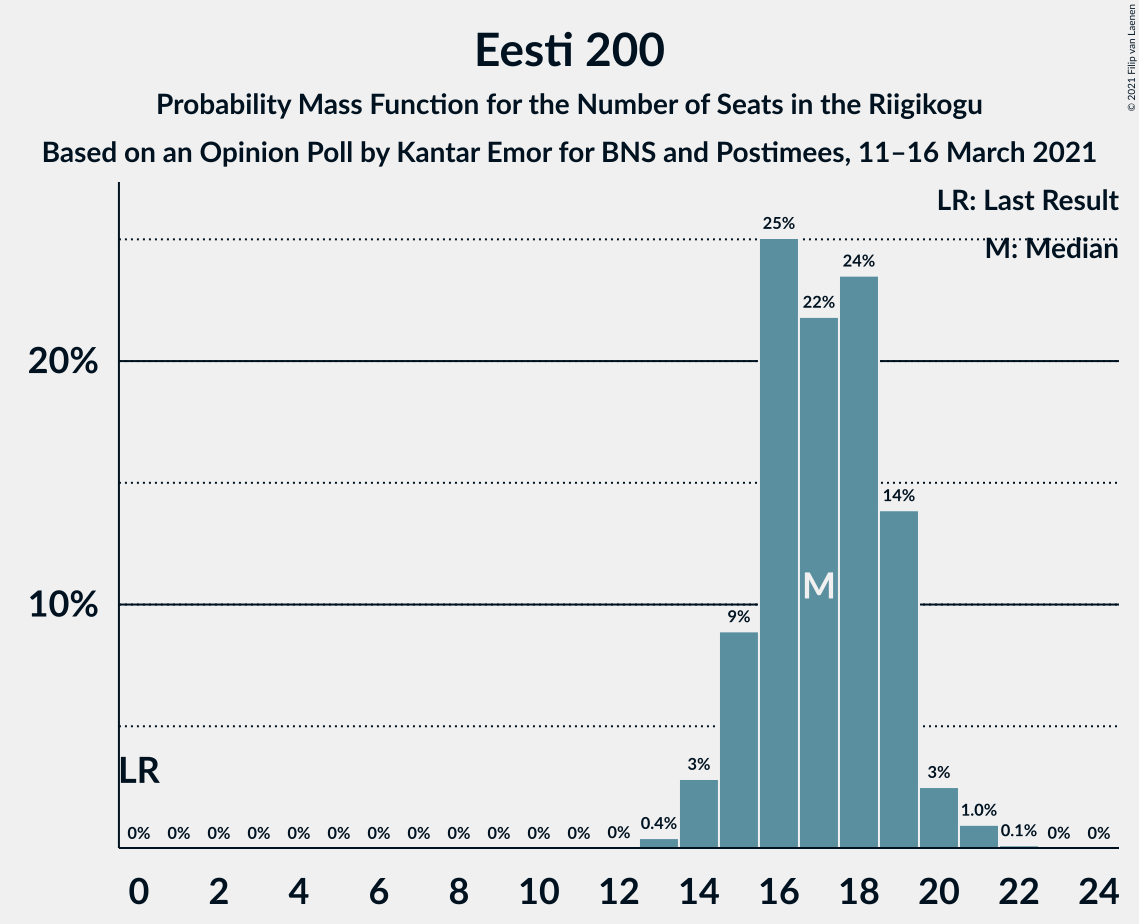 Eesti 200
Probability Mass Function for the Number of Seats in the Riigikogu
Based on an Opinion Poll by Kantar Emor for BNS and Postimees, 11–16 March 2021
© 2021 Filip van Laenen
LR: Last Result
M: Median
20%
10%
LR
M
0% 0% 0% 0% 0% 0% 0% 0% 0% 0% 0% 0% 0% 0.4% 3% 9% 25% 22% 24% 14% 3% 1.0% 0.1% 0% 0%
0 2 4 6 8 10 12 14 16 18 20 22 24